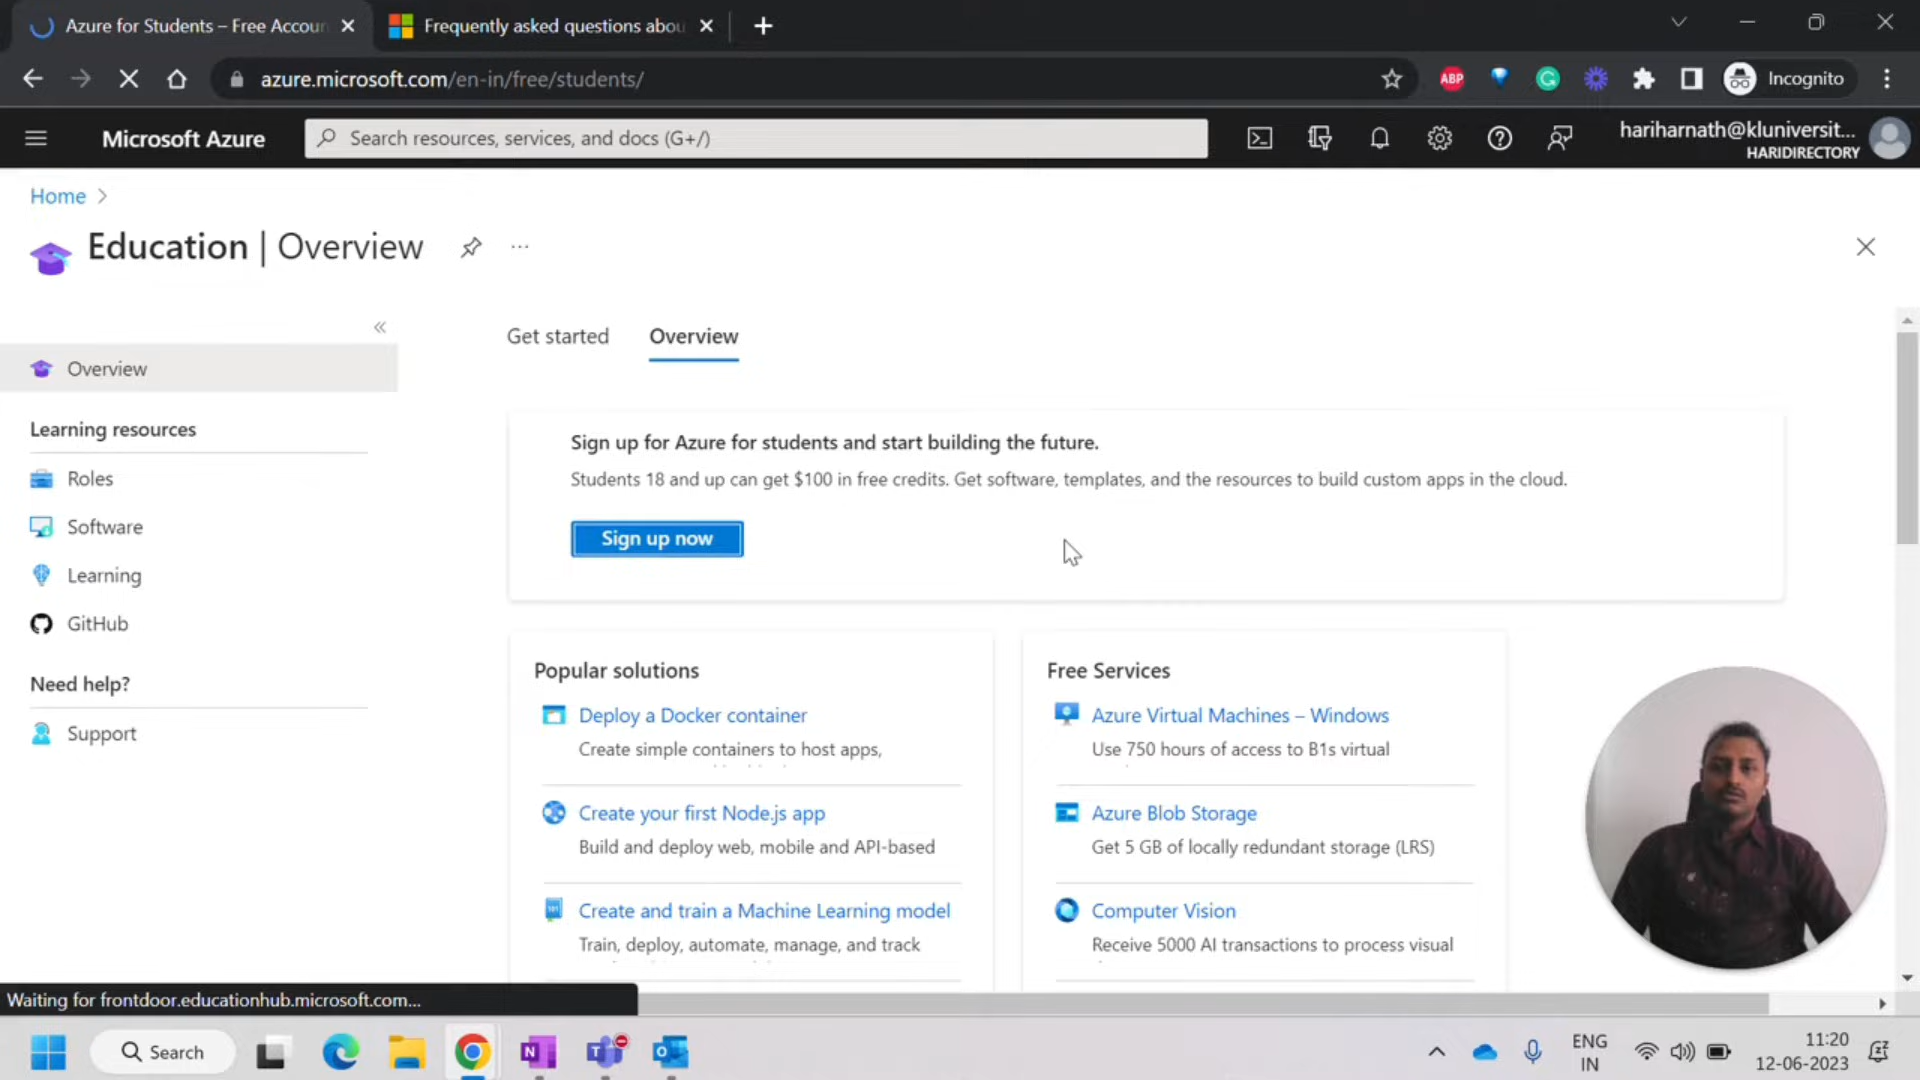 Azure for Students – Free Accoun
Frequently asked questions abou
azure.microsoft.com/en-in/free/students/
ABP
Incognito
Microsoft Azure
Search resources, services, and docs (G+/)
hariharnath@kluniversit...
HARIDIRECTORY
Home
Education | Overview
Overview
Learning resources
Roles
Software
Learning
GitHub
Need help?
Support
Get started
Overview
Sign up for Azure for students and start building the future.
Students 18 and up can get $100 in free credits. Get software, templates, and the resources to build custom apps in the cloud.
Sign up now
Popular solutions
Deploy a Docker container
Create simple containers to host apps,
Create your first Node.js app
Build and deploy web, mobile and API-based
Create and train a Machine Learning model
Train, deploy, automate, manage, and track
Free Services
Azure Virtual Machines – Windows
Use 750 hours of access to B1s virtual
Azure Blob Storage
Get 5 GB of locally redundant storage (LRS)
Computer Vision
Receive 5000 AI transactions to process visual
Waiting for frontdoor.educationhub.microsoft.com...
Search
ENG
IN
11:20
12-06-2023